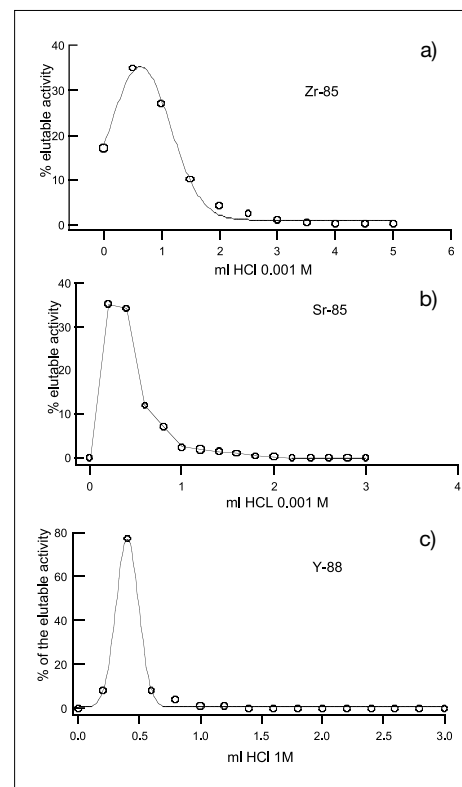 a)
Zr-85
% elutable activity
40
30
20
10
0
0 1 2 3 4 5 6
ml HCl 0.001 M
b)
Sr-85
% elutable activity
40
30
20
10
0
0 1 2 3 4
ml HCL 0.001 M
c)
Y-88
% of the elutable activity
80
60
40
20
0
0.0 0.5 1.0 1.5 2.0 2.5 3.0
ml HCl 1M